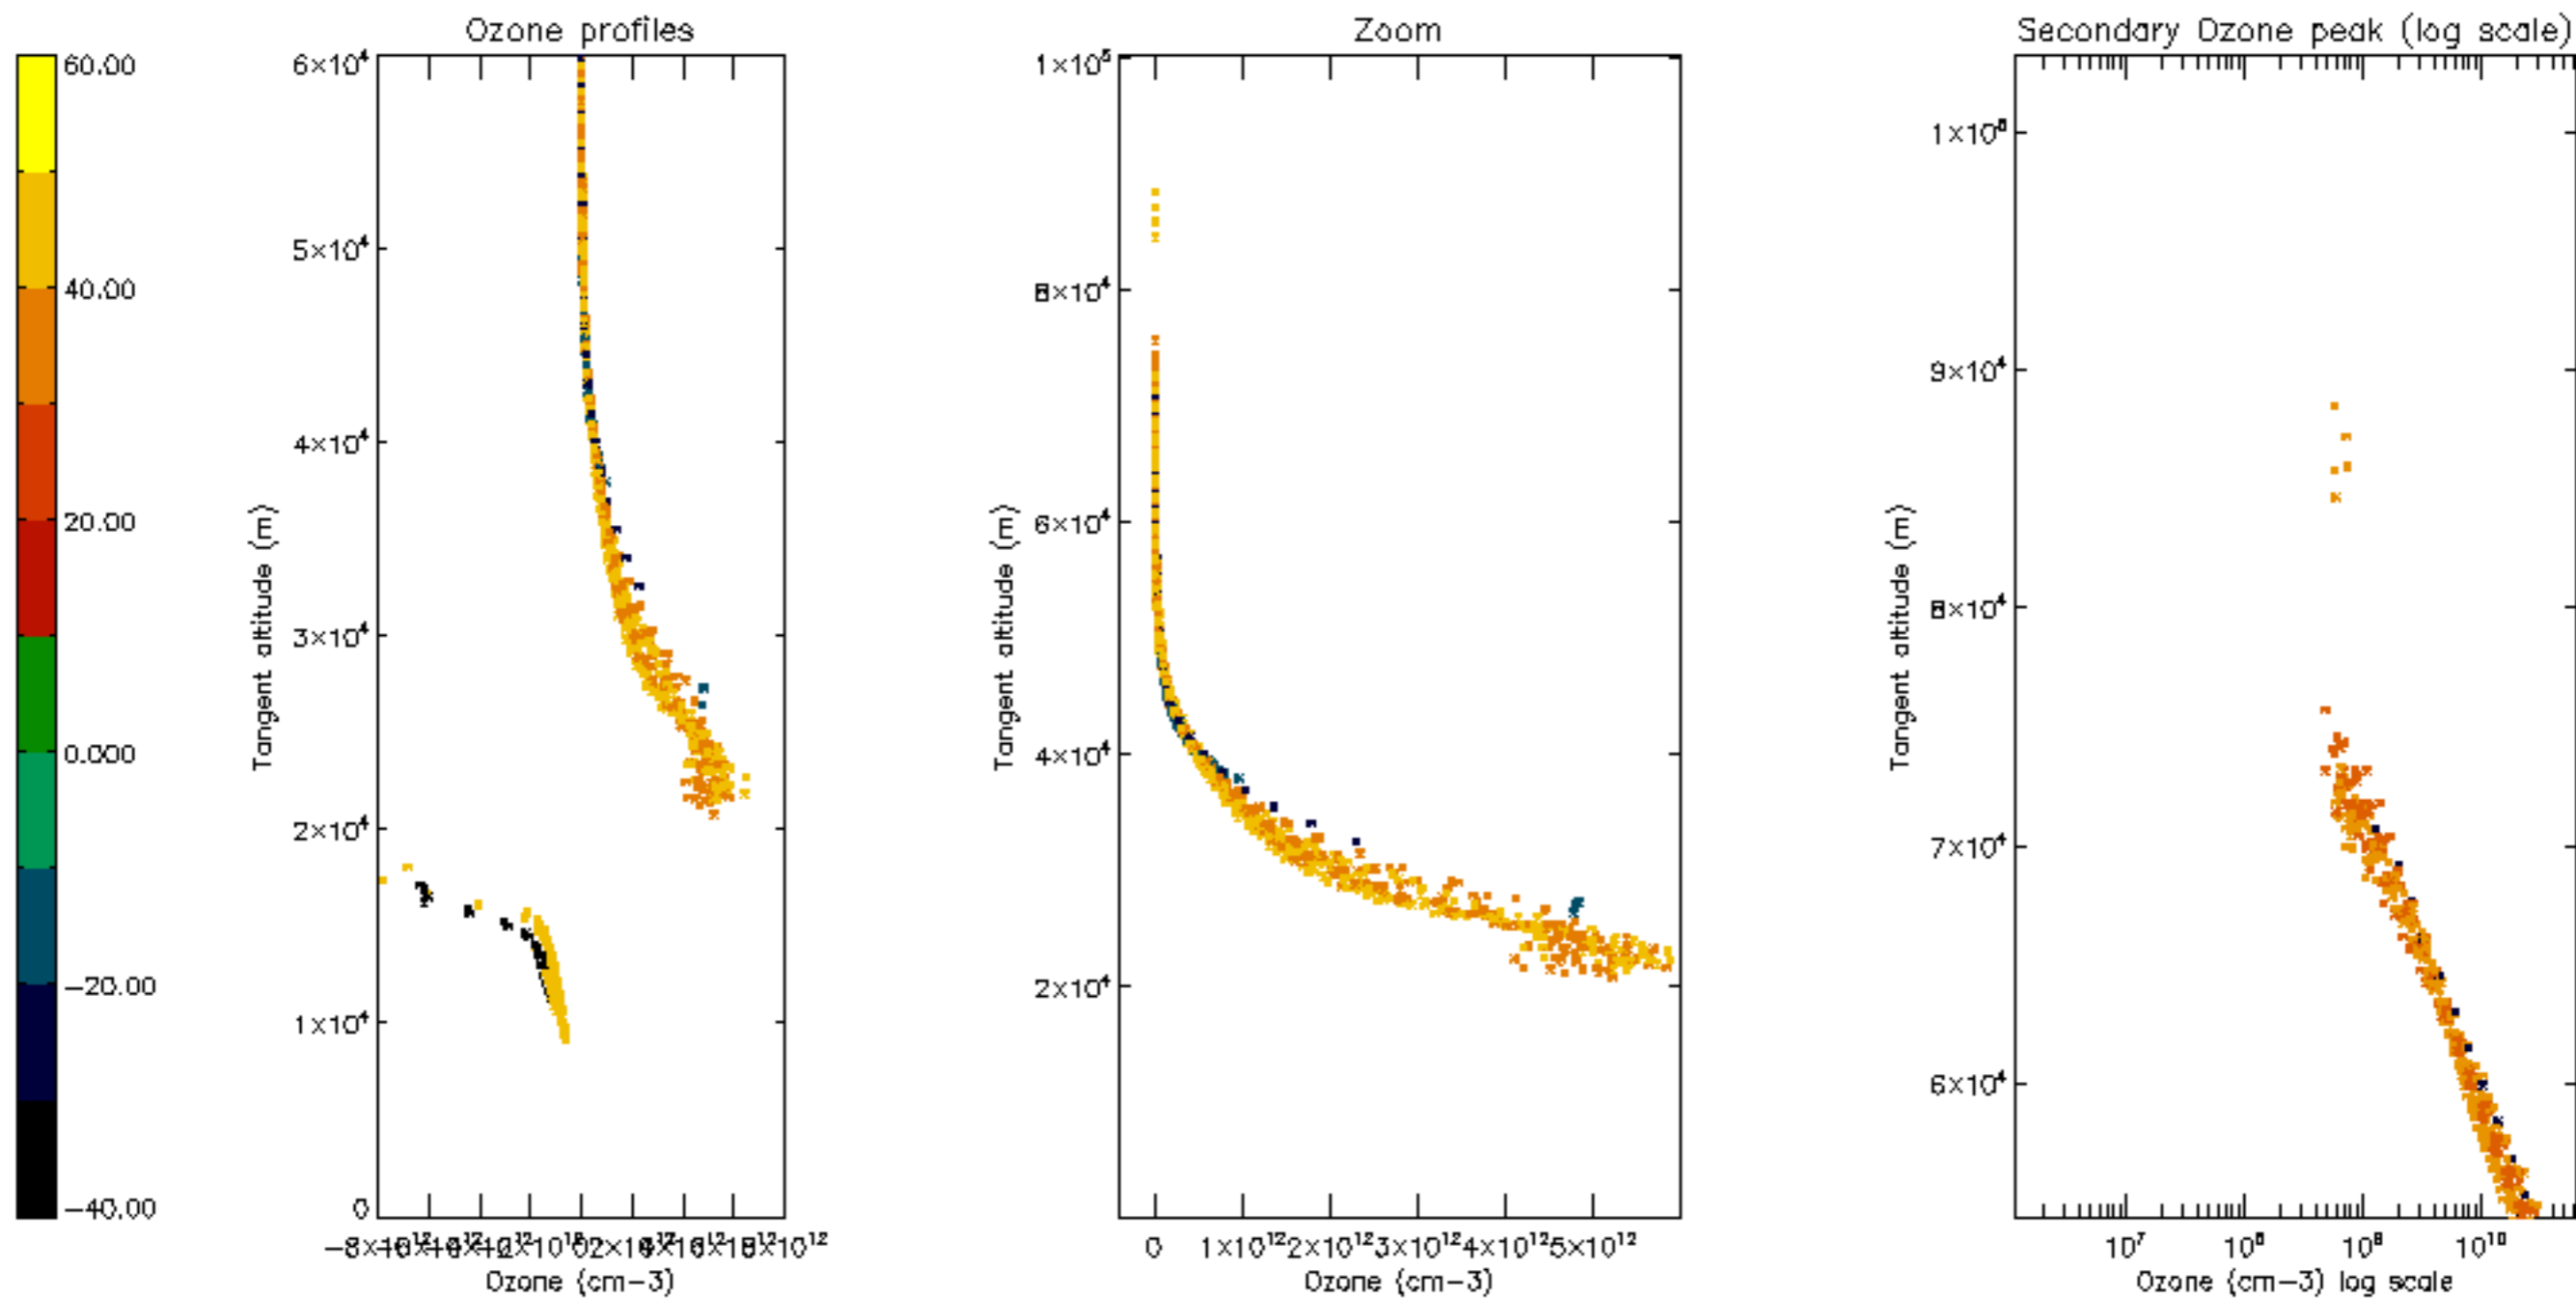 Ozone profiles
Zoom
Secondary Ozone peak (log scale)
60.00
40.00
20.00
0.000
−20.00
−40.00
6×10⁴
5×10⁴
4×10⁴
3×10⁴
2×10⁴
1×10⁴
0
Tangent altitude (m)
Ozone (cm−3)
1×10⁵
8×10⁴
6×10⁴
4×10⁴
2×10⁴
Tangent altitude (m)
0 1×10¹² 2×10¹² 3×10¹² 4×10¹² 5×10¹²
Ozone (cm−3)
9×10⁴
8×10⁴
7×10⁴
6×10⁴
Tangent altitude (m)
10⁷ 10⁸ 10⁹ 10¹⁰
Ozone (cm−3) log scale